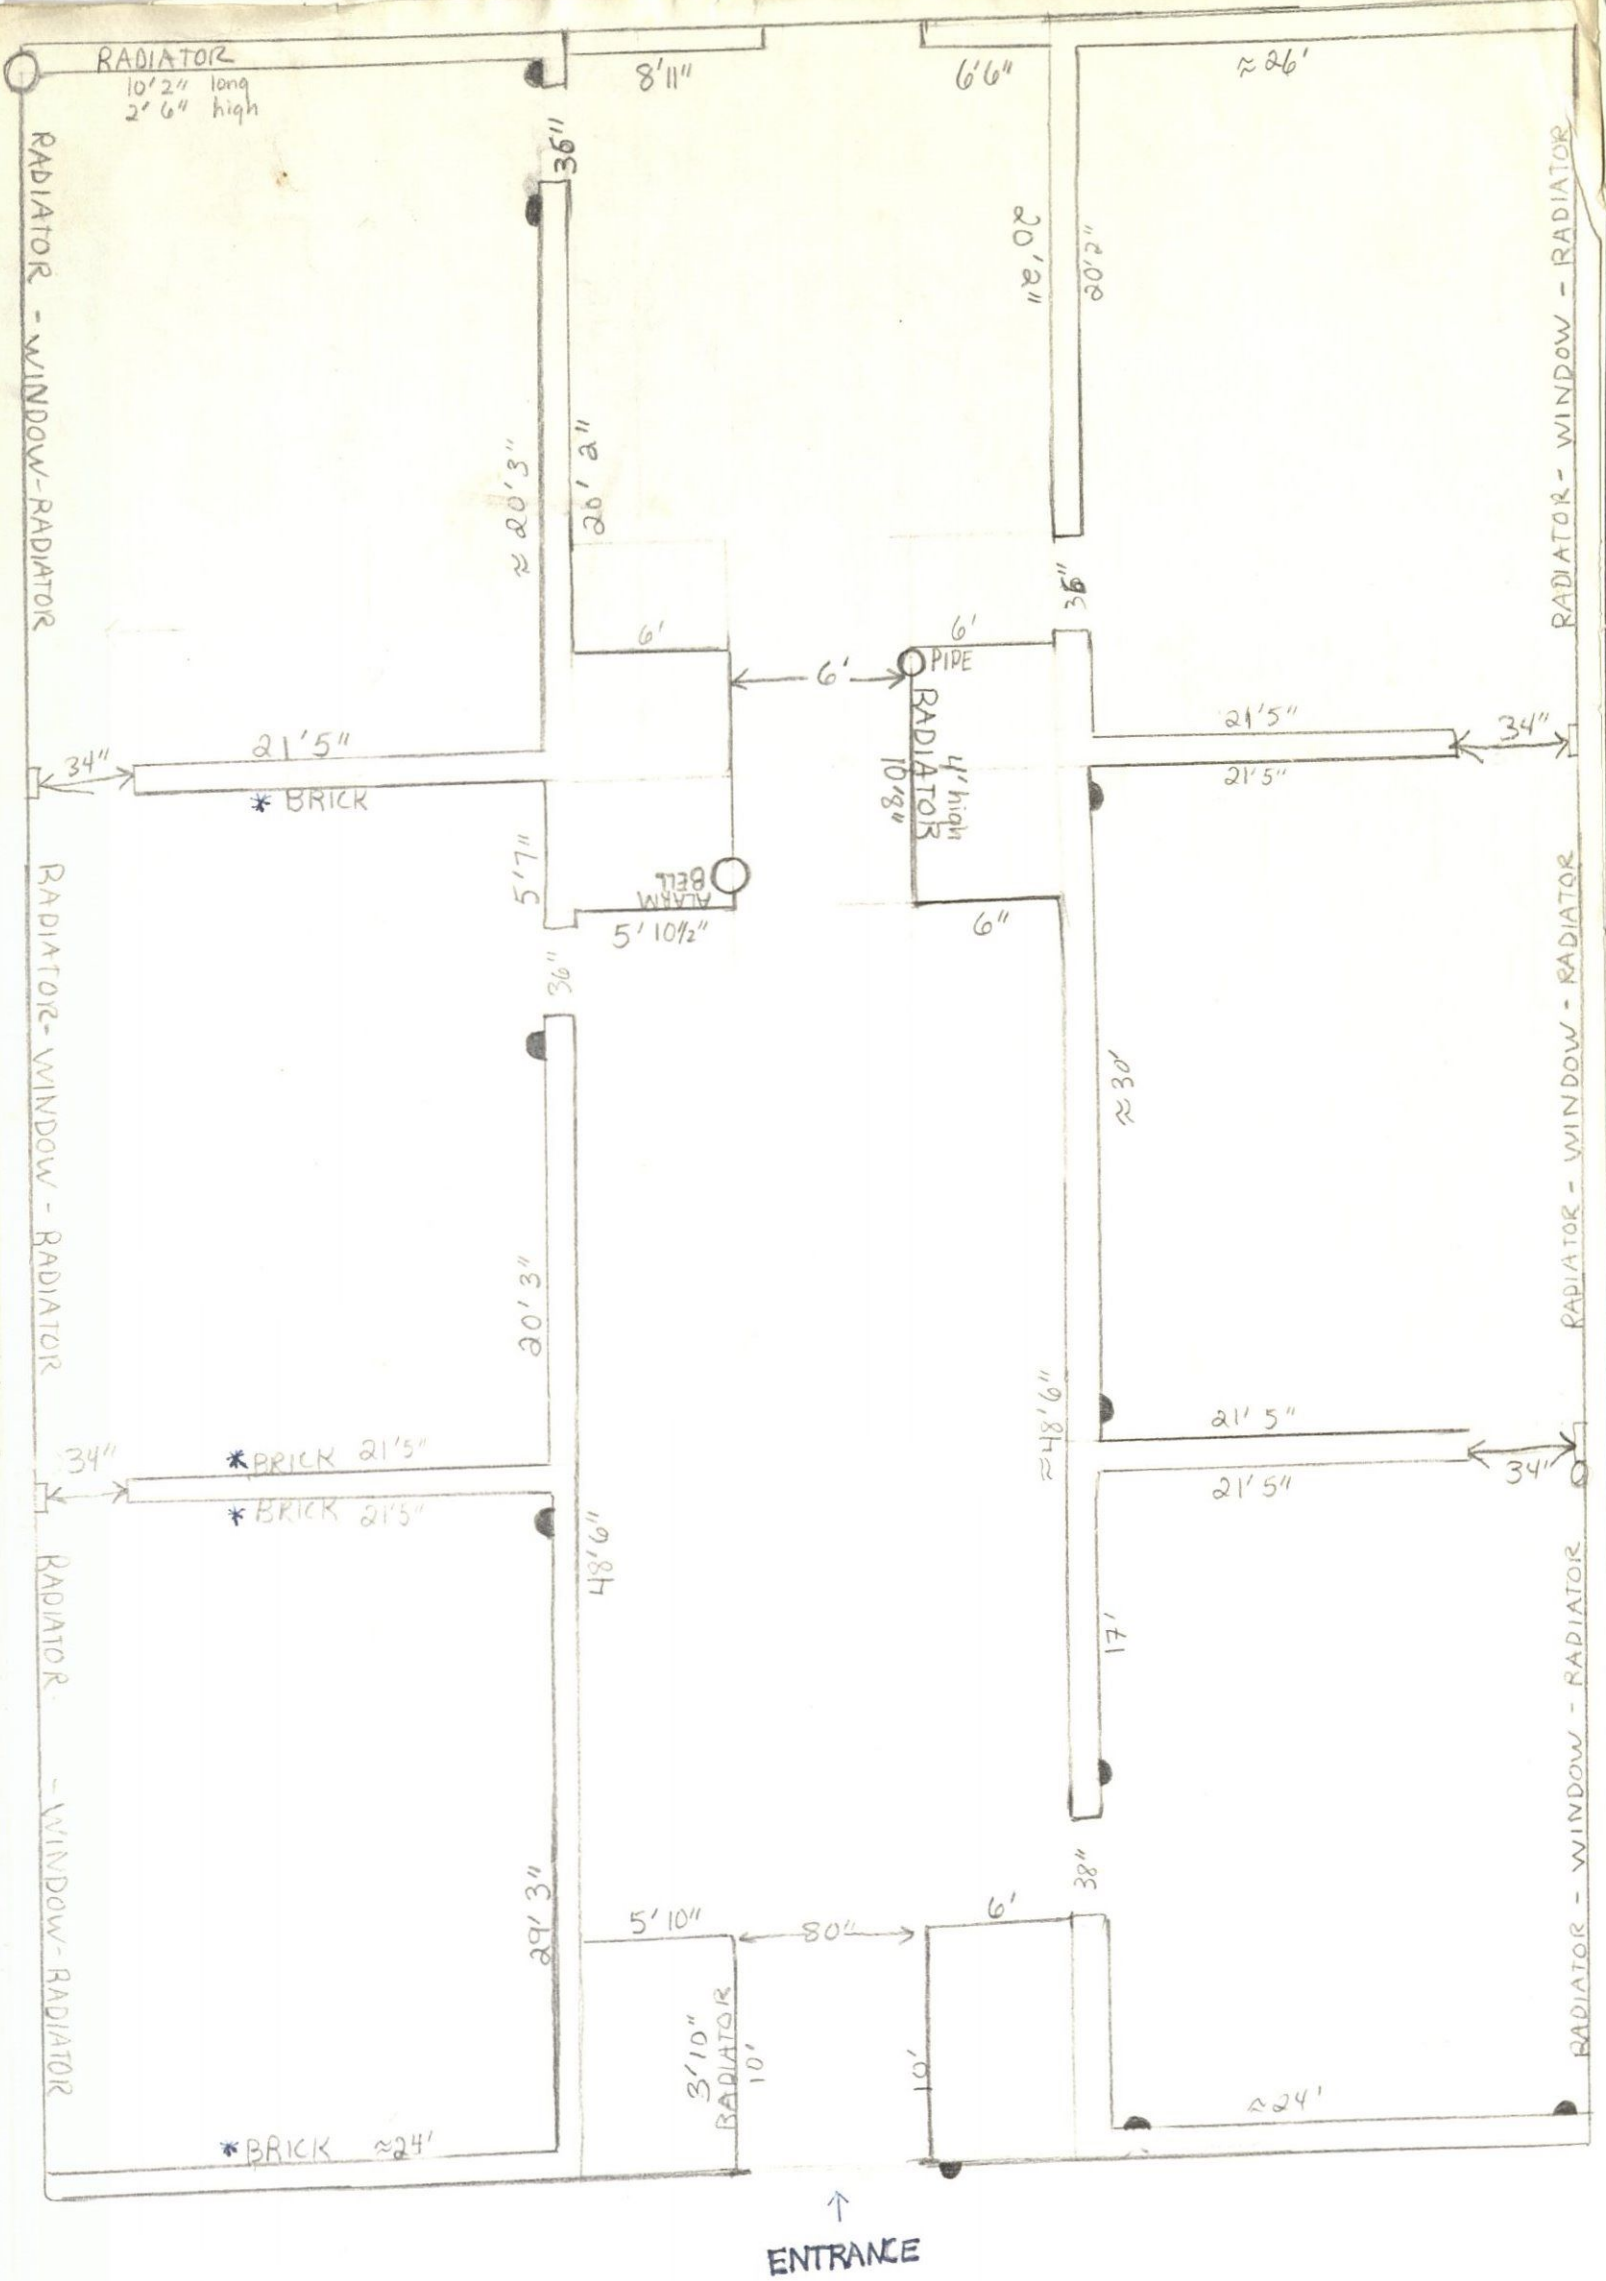 RADIATOR
10'2" long
2'6" high
8'11"
6'6"
≈26'
RADIATOR - WINDOW - RADIATOR
36"
20'2"
20'2"
RADIATOR - WINDOW - RADIATOR
≈20'3"
20'2"
36"
6'
6'
6'
PIPE
RADIATOR
4' high
10'8"
34"
21'5"
* BRICK
21'5"
21'5"
34"
5'7"
ALARM
BELL
5'10½"
6"
36"
RADIATOR - WINDOW - RADIATOR
≈30'
RADIATOR - WINDOW - RADIATOR
20'3"
≈48'6"
34"
* BRICK 21'5"
* BRICK 21'5"
21'5"
21'5"
34'
48'6"
17'
RADIATOR - WINDOW - RADIATOR
RADIATOR - WINDOW - RADIATOR
29'3"
38"
5'10"
80"
6'
3'10"
RADIATOR
10'
10'
* BRICK ≈24'
≈24'
↑
ENTRANCE